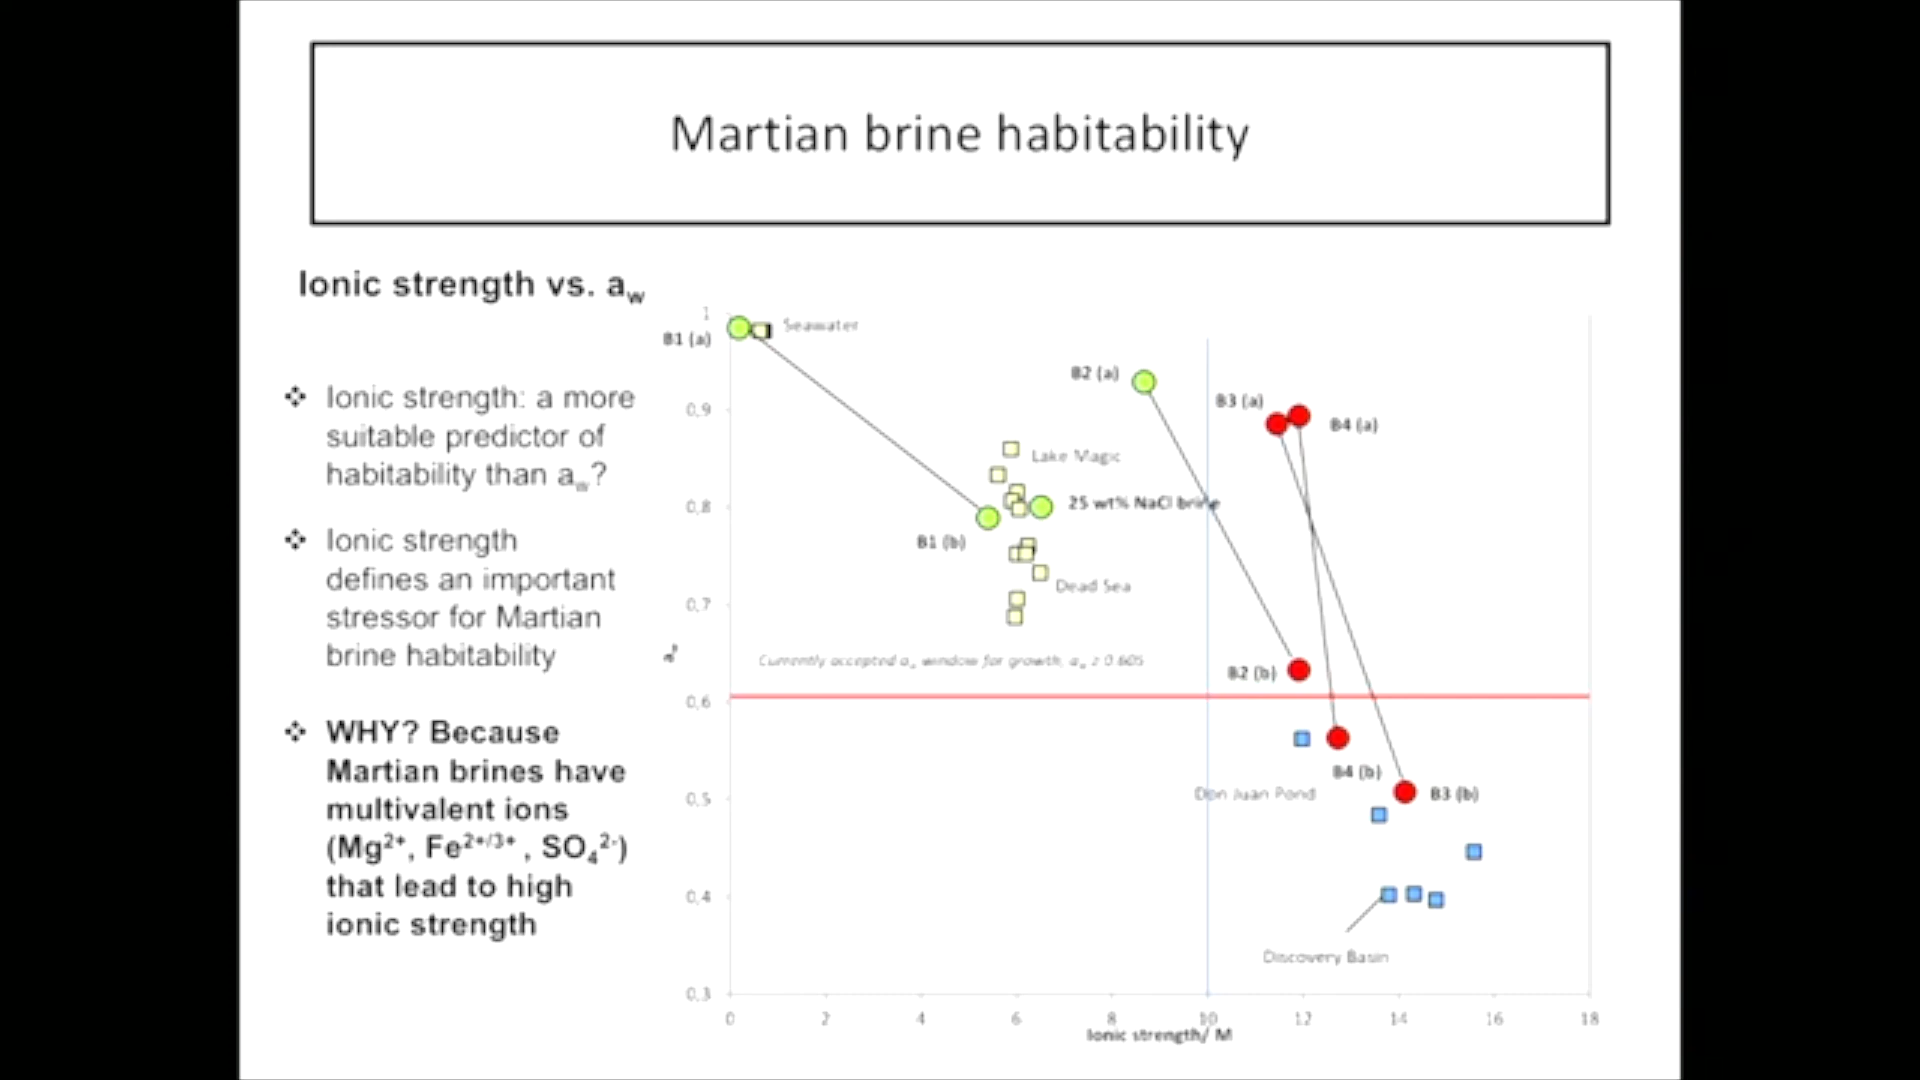 Martian brine habitability
Ionic strength vs. a_w
❖ Ionic strength: a more
suitable predictor of
habitability than a_w?
❖ Ionic strength
defines an important
stressor for Martian
brine habitability
❖ WHY? Because
Martian brines have
multivalent ions
(Mg²⁺, Fe²⁺/³⁺ , SO₄²⁻)
that lead to high
ionic strength
1
0,9
0,8
0,7
0,6
0,5
0,4
0,3
B1 (a)
Seawater
B2 (a)
B3 (a)
B4 (a)
Lake Magic
25 wt% NaCl brine
B1 (b)
Dead Sea
Currently accepted a_w window for growth, a_w ≥ 0.605
B2 (b)
B4 (b)
Don Juan Pond
B3 (b)
Discovery Basin
0 2 4 6 8 10 12 14 16 18
Ionic strength/ M